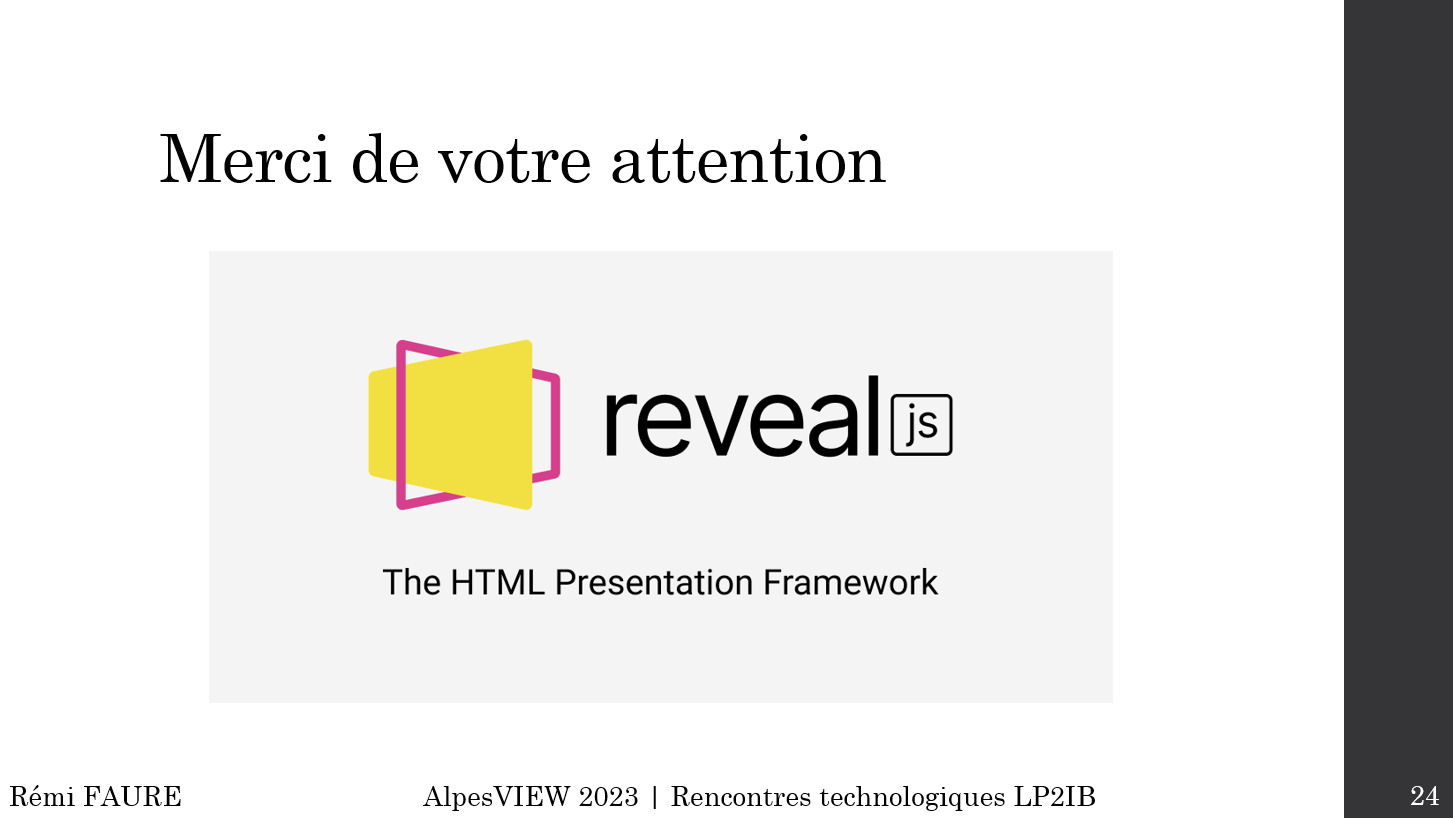 Merci de votre attention
reveal js
The HTML Presentation Framework
Rémi FAURE
AlpesVIEW 2023 | Rencontres technologiques LP2IB
24